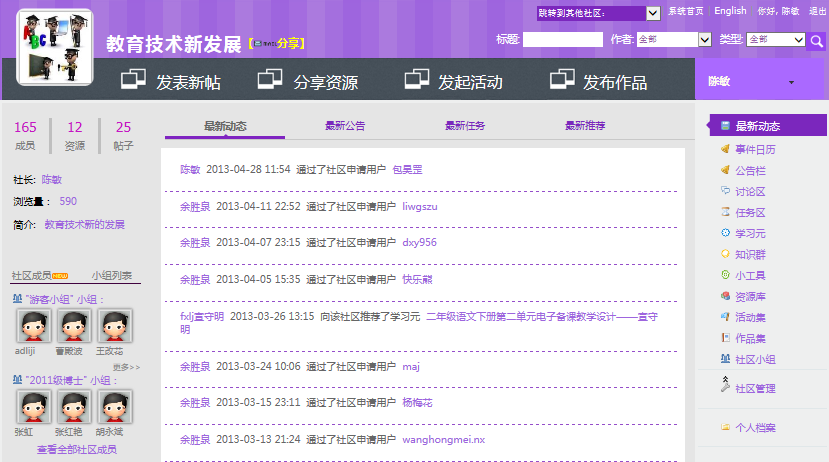 跳转到其他社区: 系统首页 English 你好, 陈敏 退出
教育技术新发展【分享】 标题: 作者: 全部 类型: 全部
发表新帖 分享资源 发起活动 发布作品 陈敏
165 12 25
成员 资源 帖子
社长: 陈敏
浏览量： 590
简介: 教育技术新的发展
社区成员 小组列表
"游客小组" 小组：
adliji 曹殿波 王改花
更多>>
"2011级博士" 小组：
张虹 张红艳 胡永斌
查看全部社区成员
最新动态 最新公告 最新任务 最新推荐
陈敏 2013-04-28 11:54 通过了社区申请用户 包昊罡
余胜泉 2013-04-11 22:52 通过了社区申请用户 liwgszu
余胜泉 2013-04-07 23:15 通过了社区申请用户 dxy956
余胜泉 2013-04-05 15:35 通过了社区申请用户 快乐熊
fxlj宣守明 2013-03-26 13:15 向该社区推荐了学习元 二年级语文下册第二单元电子备课教学设计——宣守
明
余胜泉 2013-03-24 10:06 通过了社区申请用户 maj
余胜泉 2013-03-15 23:11 通过了社区申请用户 杨梅花
余胜泉 2013-03-13 21:24 通过了社区申请用户 wanghongmei.nx
最新动态
事件日历
公告栏
讨论区
任务区
学习元
知识群
小工具
资源库
活动集
作品集
社区小组
社区管理
个人档案